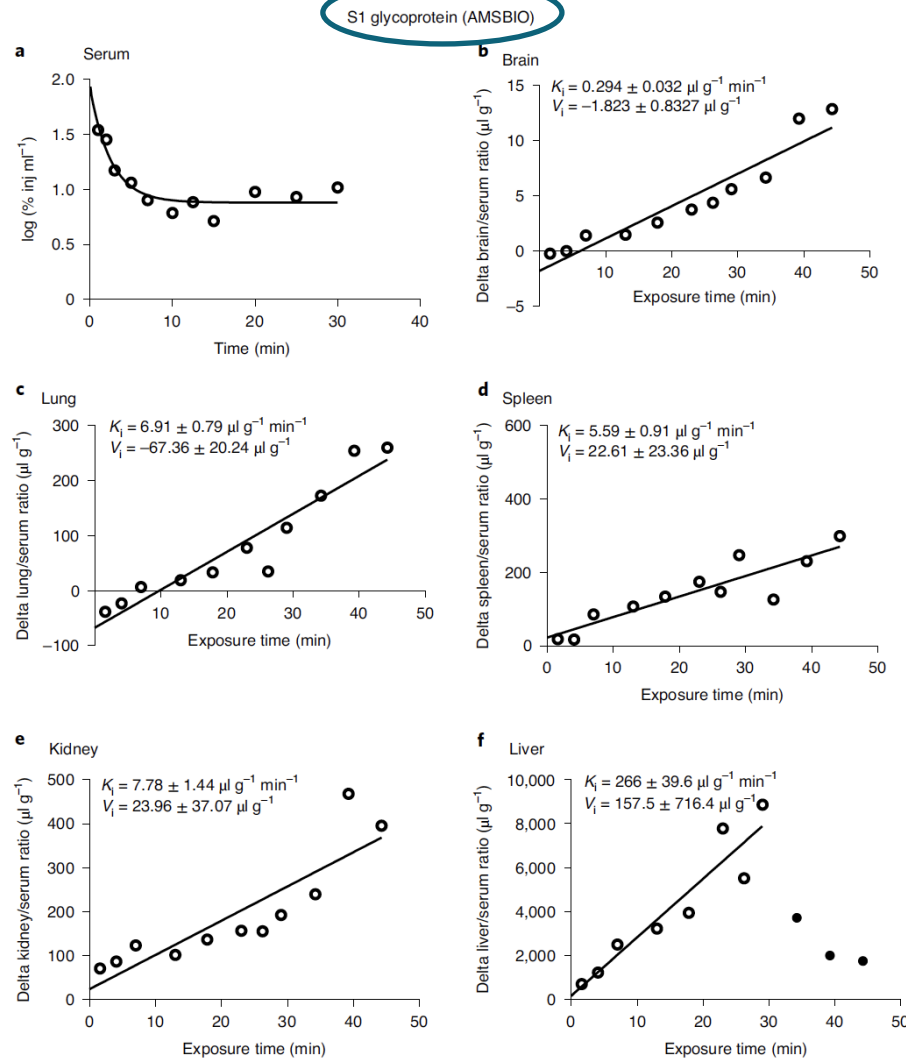 S1 glycoprotein (AMSBIO)
a
Serum
2.0
1.5
1.0
0.5
0
log (% inj ml⁻¹)
0 10 20 30 40
Time (min)
b
Brain
Kᵢ = 0.294 ± 0.032 µl g⁻¹ min⁻¹
Vᵢ = −1.823 ± 0.8327 µl g⁻¹
15
10
5
0
−5
Delta brain/serum ratio (µl g⁻¹)
10 20 30 40 50
Exposure time (min)
c
Lung
Kᵢ = 6.91 ± 0.79 µl g⁻¹ min⁻¹
Vᵢ = −67.36 ± 20.24 µl g⁻¹
300
200
100
0
−100
Delta lung/serum ratio (µl g⁻¹)
10 20 30 40 50
Exposure time (min)
d
Spleen
Kᵢ = 5.59 ± 0.91 µl g⁻¹ min⁻¹
Vᵢ = 22.61 ± 23.36 µl g⁻¹
600
400
200
0
Delta spleen/serum ratio (µl g⁻¹)
0 10 20 30 40 50
Exposure time (min)
e
Kidney
Kᵢ = 7.78 ± 1.44 µl g⁻¹ min⁻¹
Vᵢ = 23.96 ± 37.07 µl g⁻¹
500
400
300
200
100
0
Delta kidney/serum ratio (µl g⁻¹)
0 10 20 30 40 50
Exposure time (min)
f
Liver
Kᵢ = 266 ± 39.6 µl g⁻¹ min⁻¹
Vᵢ = 157.5 ± 716.4 µl g⁻¹
10,000
8,000
6,000
4,000
2,000
0
Delta liver/serum ratio (µl g⁻¹)
0 10 20 30 40 50
Exposure time (min)